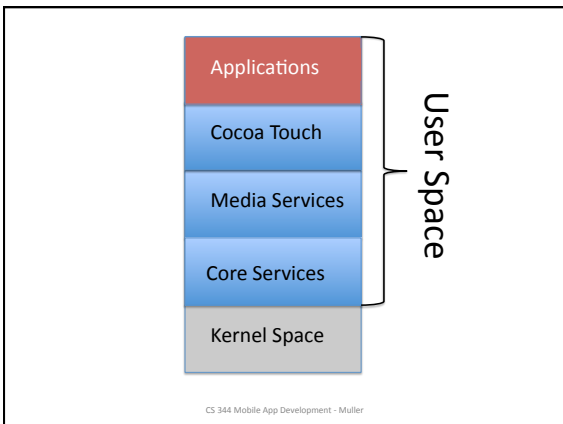 Applications
Cocoa Touch
Media Services
Core Services
Kernel Space
User Space
CS 344 Mobile App Development - Muller